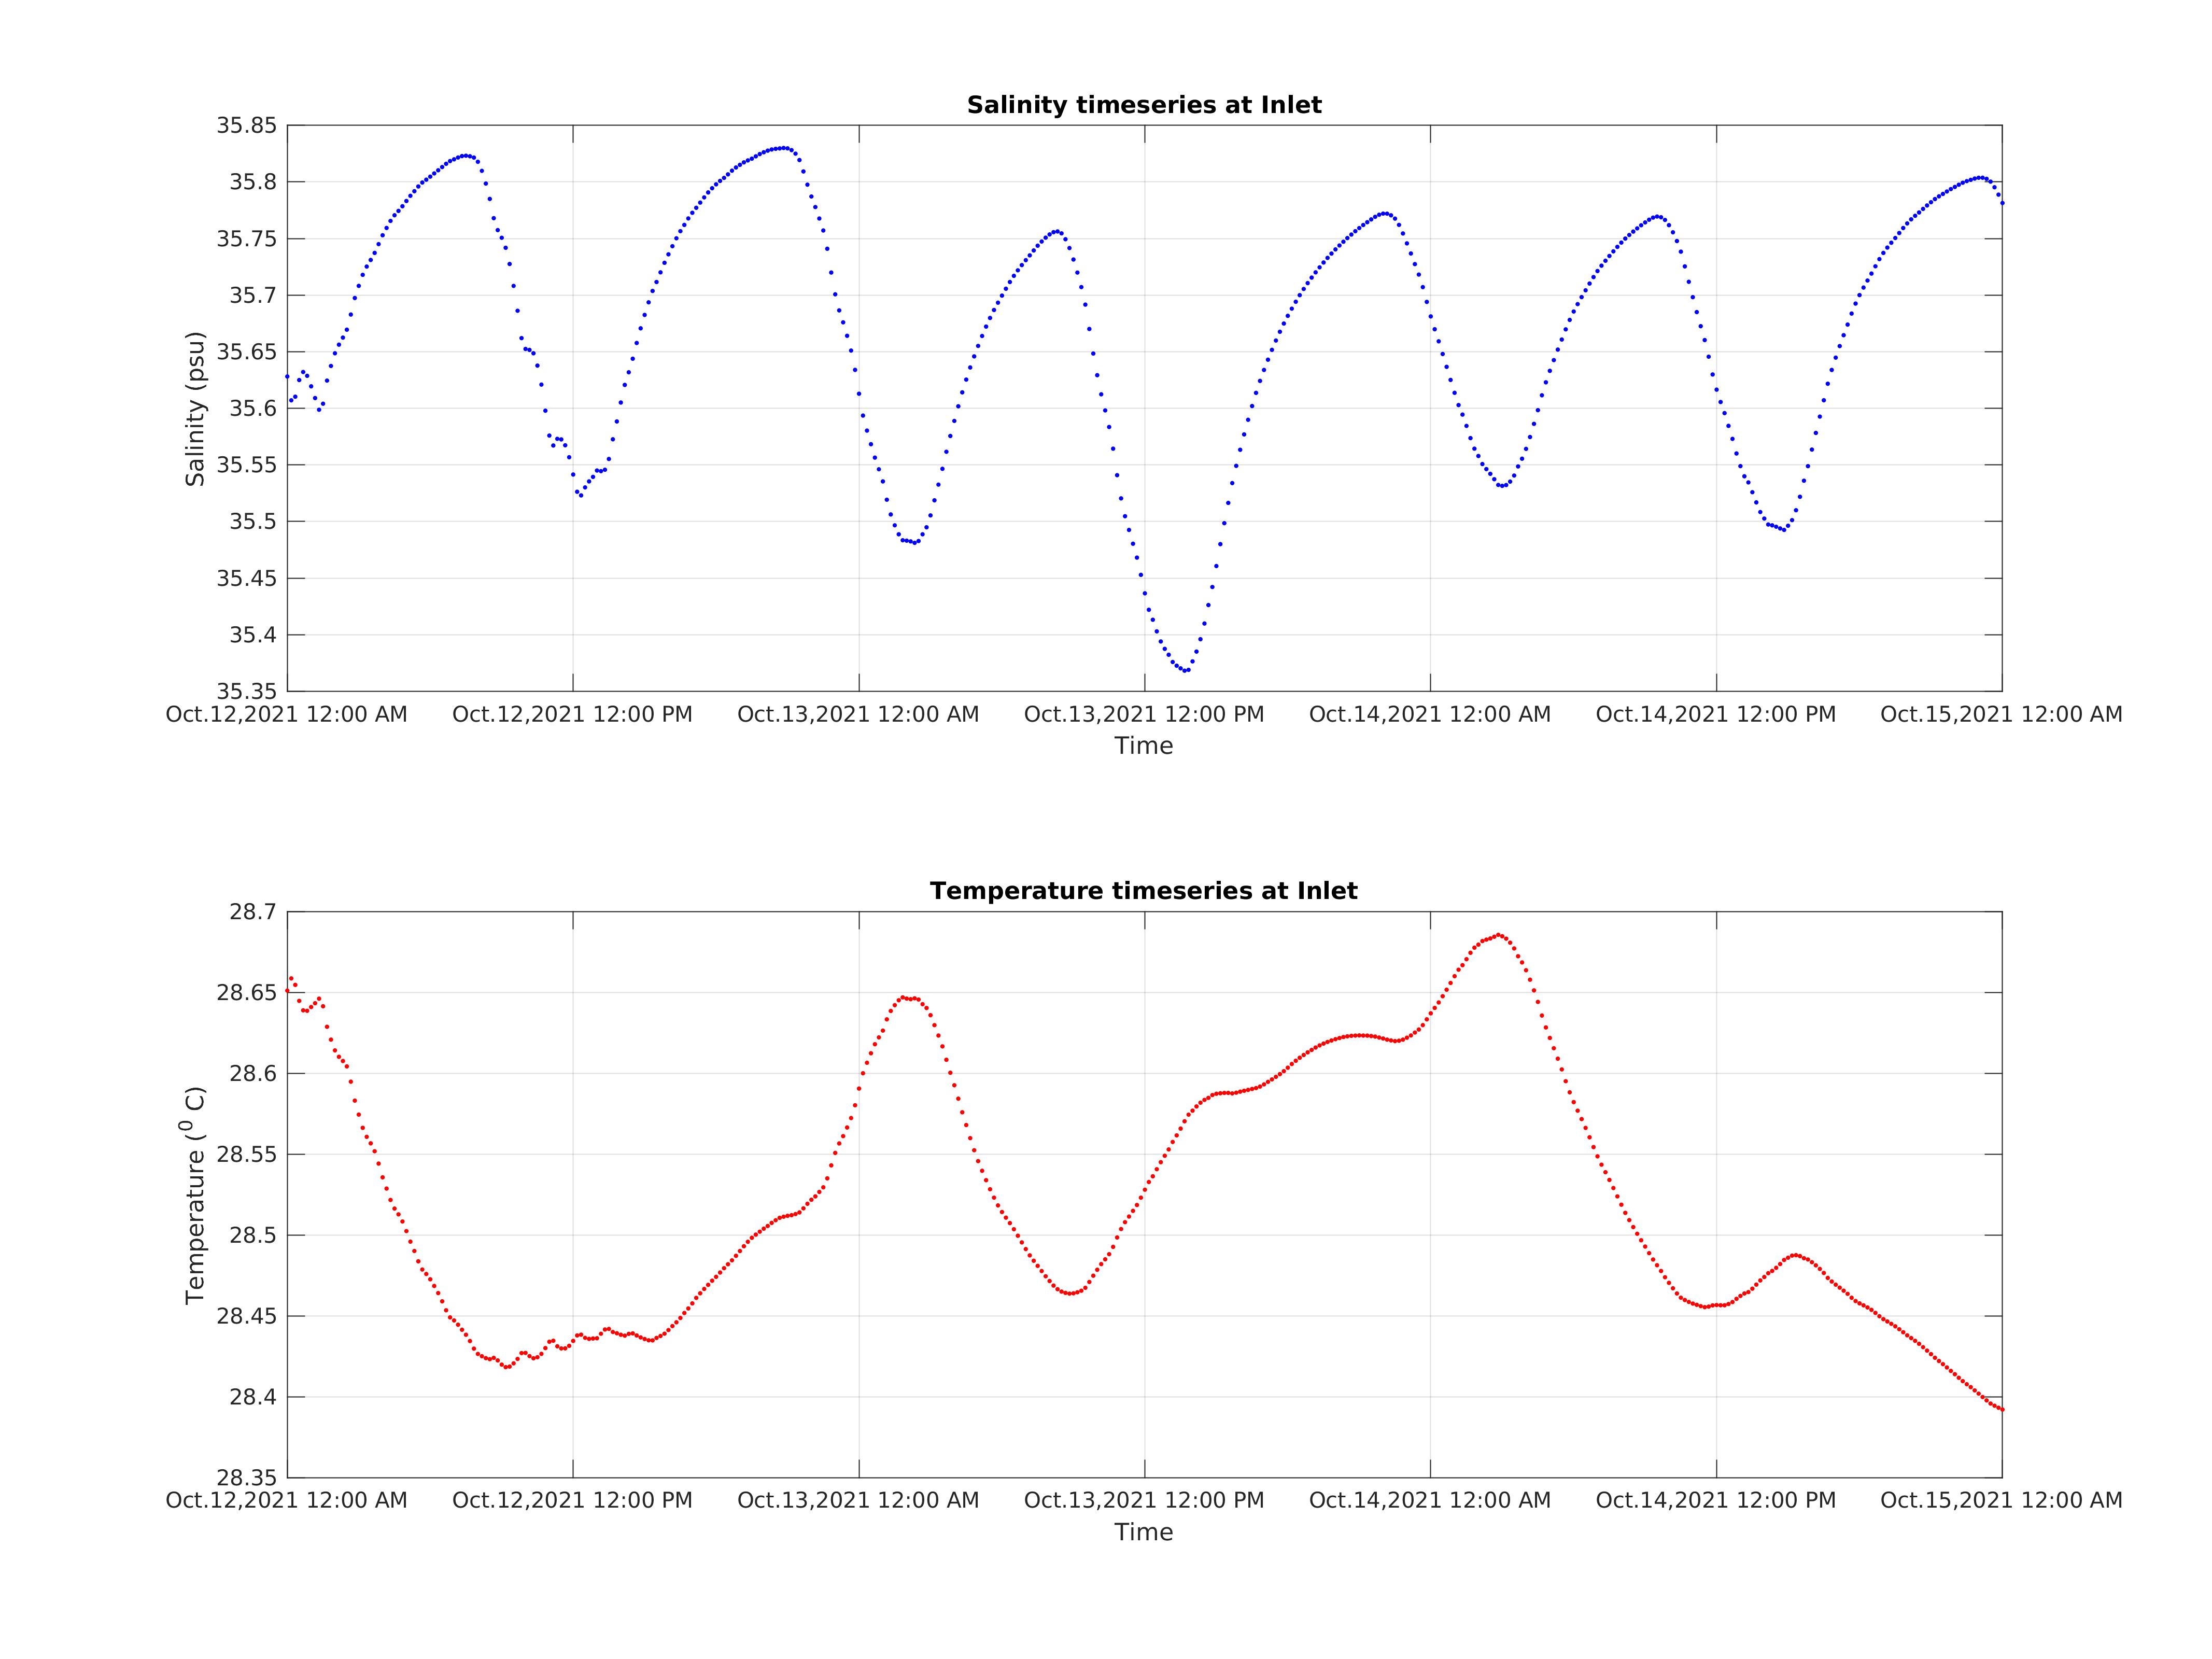 Salinity timeseries at Inlet
35.85
35.8
35.75
35.7
35.65
35.6
35.55
35.5
35.45
35.4
35.35
Salinity (psu)
Oct.12,2021 12:00 AM Oct.12,2021 12:00 PM Oct.13,2021 12:00 AM Oct.13,2021 12:00 PM Oct.14,2021 12:00 AM Oct.14,2021 12:00 PM Oct.15,2021 12:00 AM
Time
Temperature timeseries at Inlet
28.7
28.65
28.6
28.55
28.5
28.45
28.4
28.35
Temperature (⁰ C)
Oct.12,2021 12:00 AM Oct.12,2021 12:00 PM Oct.13,2021 12:00 AM Oct.13,2021 12:00 PM Oct.14,2021 12:00 AM Oct.14,2021 12:00 PM Oct.15,2021 12:00 AM
Time